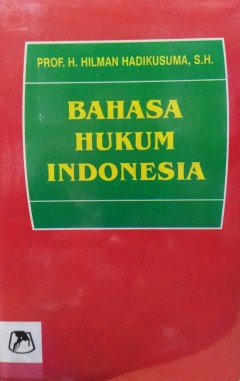 PROF. H. HILMAN HADIKUSUMA, S.H.
BAHASA
HUKUM
INDONESIA